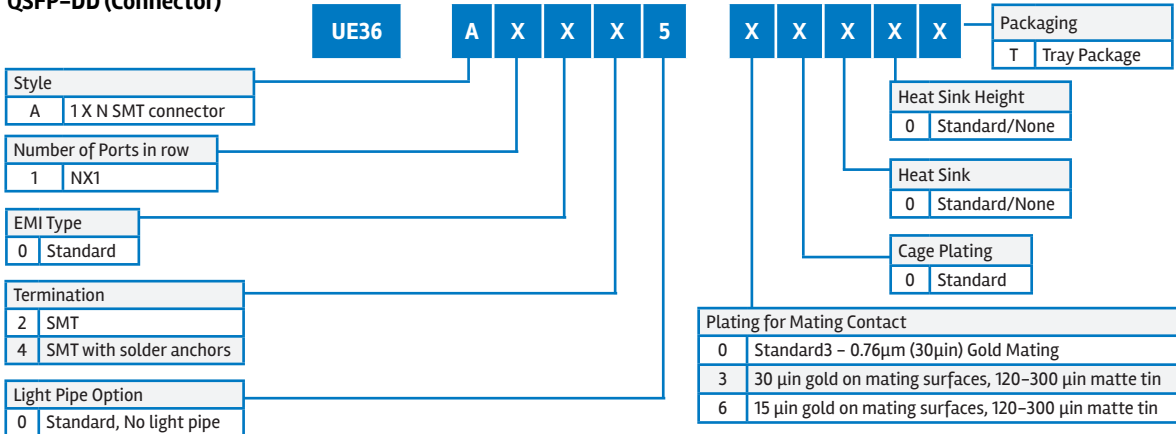 QSFP–DD (Connector)
UE36 A X X X 5 X X X X X
Packaging
T Tray Package
Style
A 1 X N SMT connector
Number of Ports in row
1 NX1
EMI Type
0 Standard
Termination
2 SMT
4 SMT with solder anchors
Light Pipe Option
0 Standard, No light pipe
Heat Sink Height
0 Standard/None
Heat Sink
0 Standard/None
Cage Plating
0 Standard
Plating for Mating Contact
0 Standard3 – 0.76µm (30µin) Gold Mating
3 30 µin gold on mating surfaces, 120–300 µin matte tin
6 15 µin gold on mating surfaces, 120–300 µin matte tin